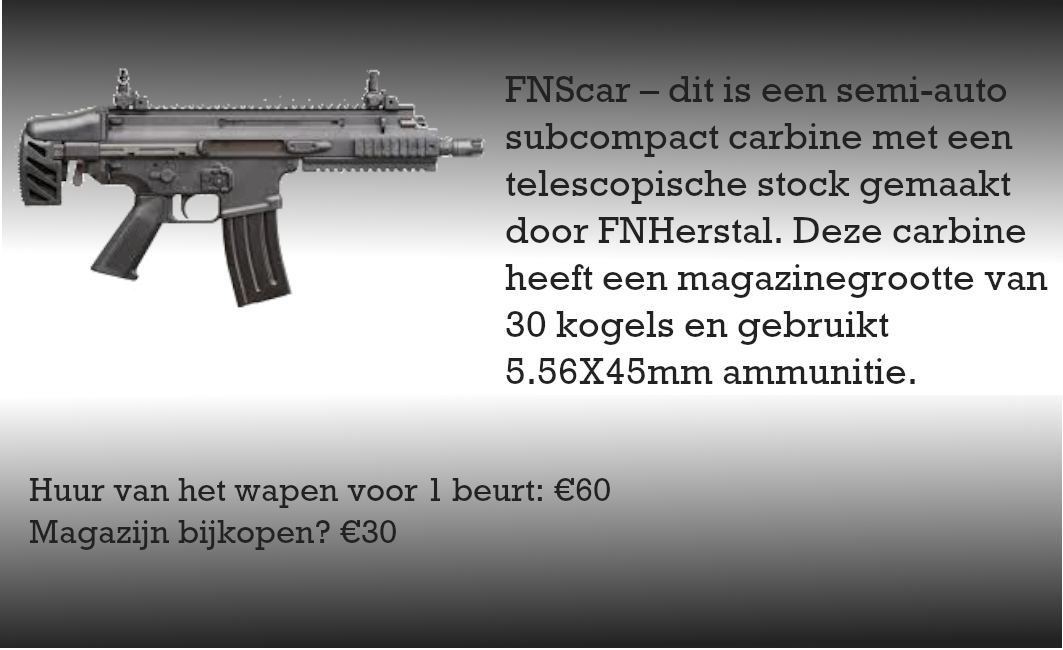 FNScar – dit is een semi-auto
subcompact carbine met een
telescopische stock gemaakt
door FNHerstal. Deze carbine
heeft een magazinegrootte van
30 kogels en gebruikt
5.56X45mm ammunitie.
Huur van het wapen voor 1 beurt: €60
Magazijn bijkopen? €30